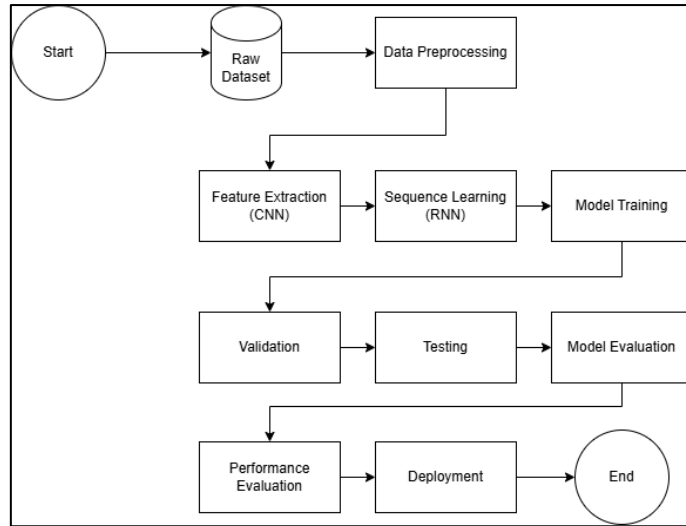 Start
Raw
Dataset
Data Preprocessing
Feature Extraction
(CNN)
Sequence Learning
(RNN)
Model Training
Validation
Testing
Model Evaluation
Performance
Evaluation
Deployment
End